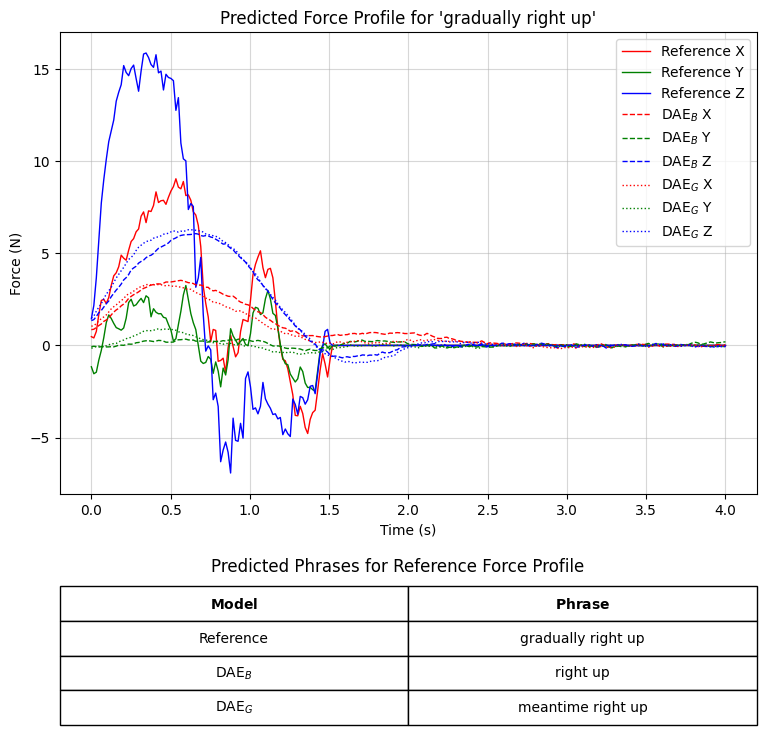 Predicted Force Profile for 'gradually right up'
Force (N)
15
10
5
0
−5
Reference X
Reference Y
Reference Z
DAE_B X
DAE_B Y
DAE_B Z
DAE_G X
DAE_G Y
DAE_G Z
0.0 0.5 1.0 1.5 2.0 2.5 3.0 3.5 4.0
Time (s)
Predicted Phrases for Reference Force Profile
Model Phrase
Reference gradually right up
DAE_B right up
DAE_G meantime right up